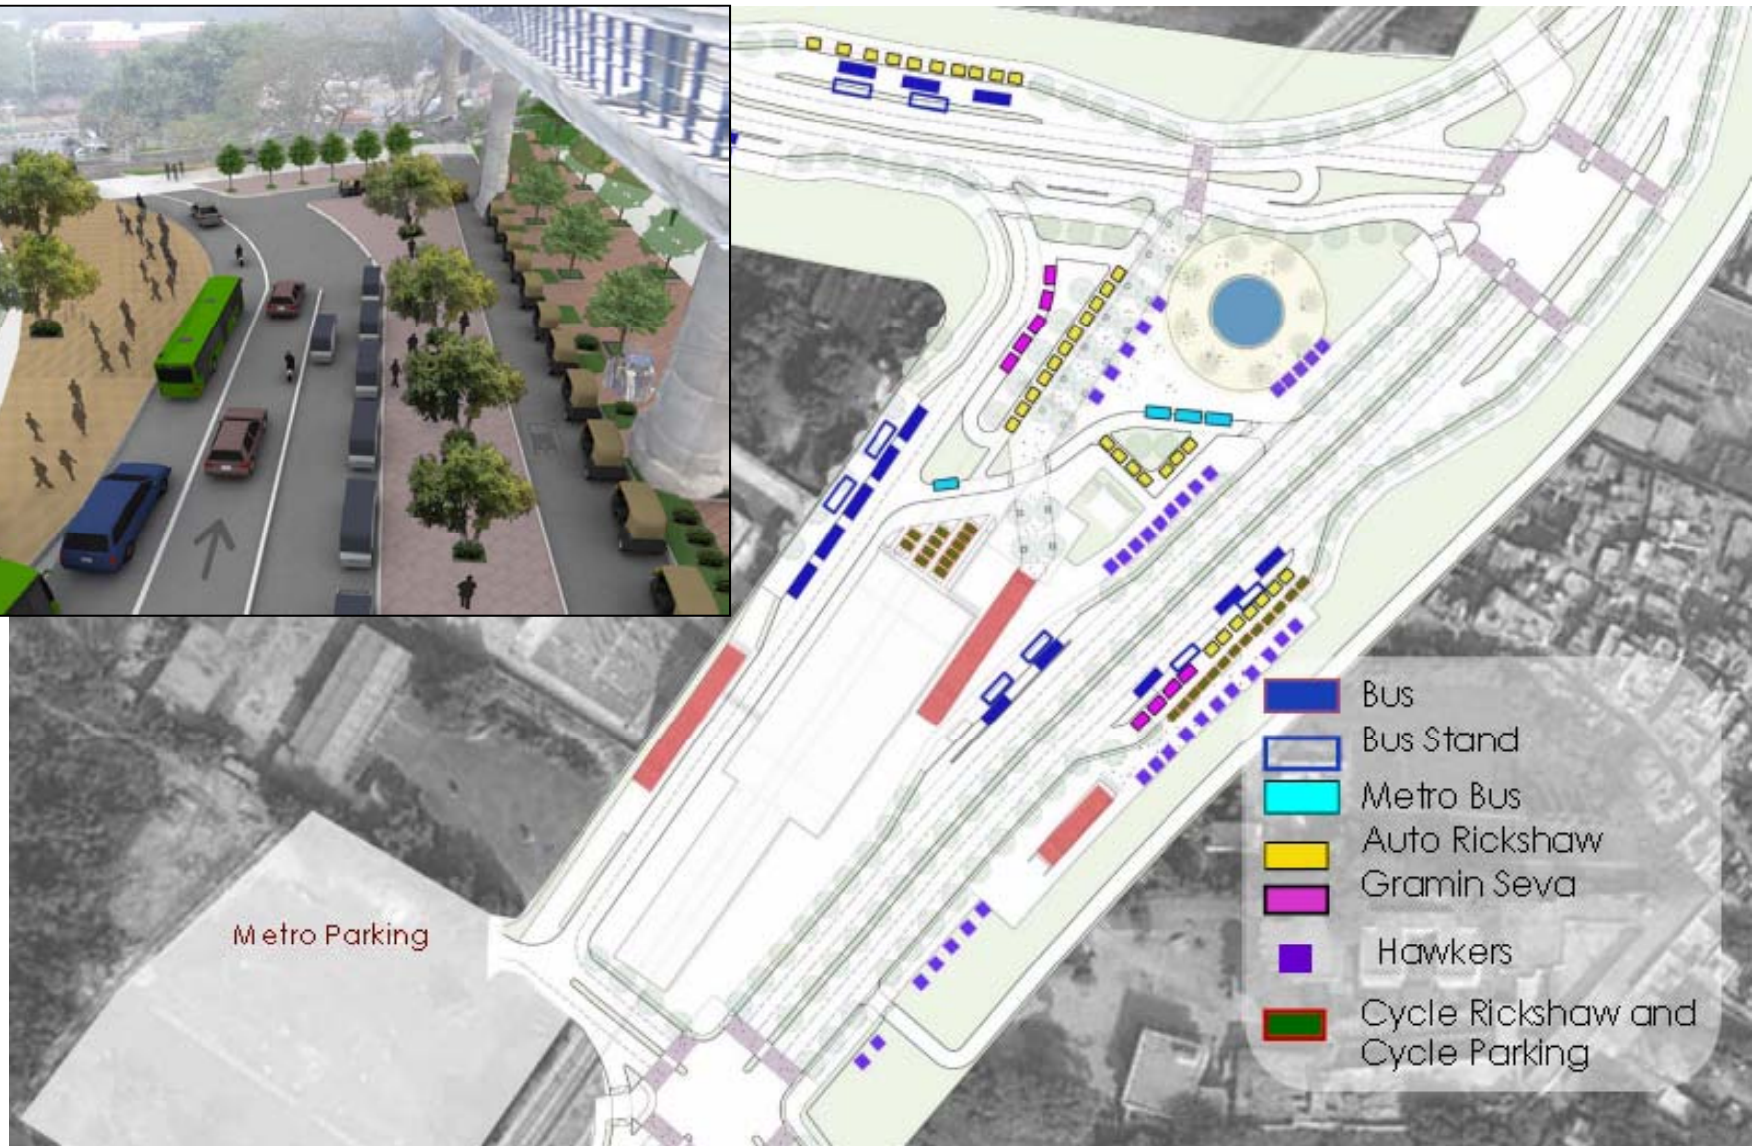 Bus
Bus Stand
Metro Bus
Auto Rickshaw
Gramin Seva
Hawkers
Cycle Rickshaw and
Cycle Parking
Metro Parking